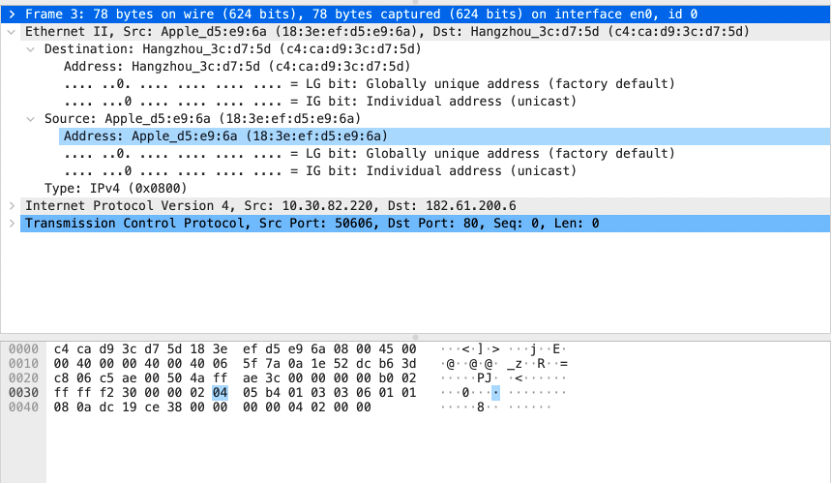 Frame 3: 78 bytes on wire (624 bits), 78 bytes captured (624 bits) on interface en0, id 0
Ethernet II, Src: Apple_d5:e9:6a (18:3e:ef:d5:e9:6a), Dst: Hangzhou_3c:d7:5d (c4:ca:d9:3c:d7:5d)
Destination: Hangzhou_3c:d7:5d (c4:ca:d9:3c:d7:5d)
Address: Hangzhou_3c:d7:5d (c4:ca:d9:3c:d7:5d)
.... ..0. .... .... .... .... = LG bit: Globally unique address (factory default)
.... ...0 .... .... .... .... = IG bit: Individual address (unicast)
Source: Apple_d5:e9:6a (18:3e:ef:d5:e9:6a)
Address: Apple_d5:e9:6a (18:3e:ef:d5:e9:6a)
.... ..0. .... .... .... .... = LG bit: Globally unique address (factory default)
.... ...0 .... .... .... .... = IG bit: Individual address (unicast)
Type: IPv4 (0x0800)
Internet Protocol Version 4, Src: 10.30.82.220, Dst: 182.61.200.6
Transmission Control Protocol, Src Port: 50606, Dst Port: 80, Seq: 0, Len: 0
0000 c4 ca d9 3c d7 5d 18 3e ef d5 e9 6a 08 00 45 00 ···<·]·> ···j··E·
0010 00 40 00 00 40 00 40 06 5f 7a 0a 1e 52 dc b6 3d ·@··@·@· _z··R··=
0020 c8 06 c5 ae 00 50 4a ff ae 3c 00 00 00 00 b0 02 ·····PJ· ·<······
0030 ff ff f2 30 00 00 02 04 05 b4 01 03 03 06 01 01 ···0···· ········
0040 08 0a dc 19 ce 38 00 00 00 00 04 02 00 00 ·····8·· ······